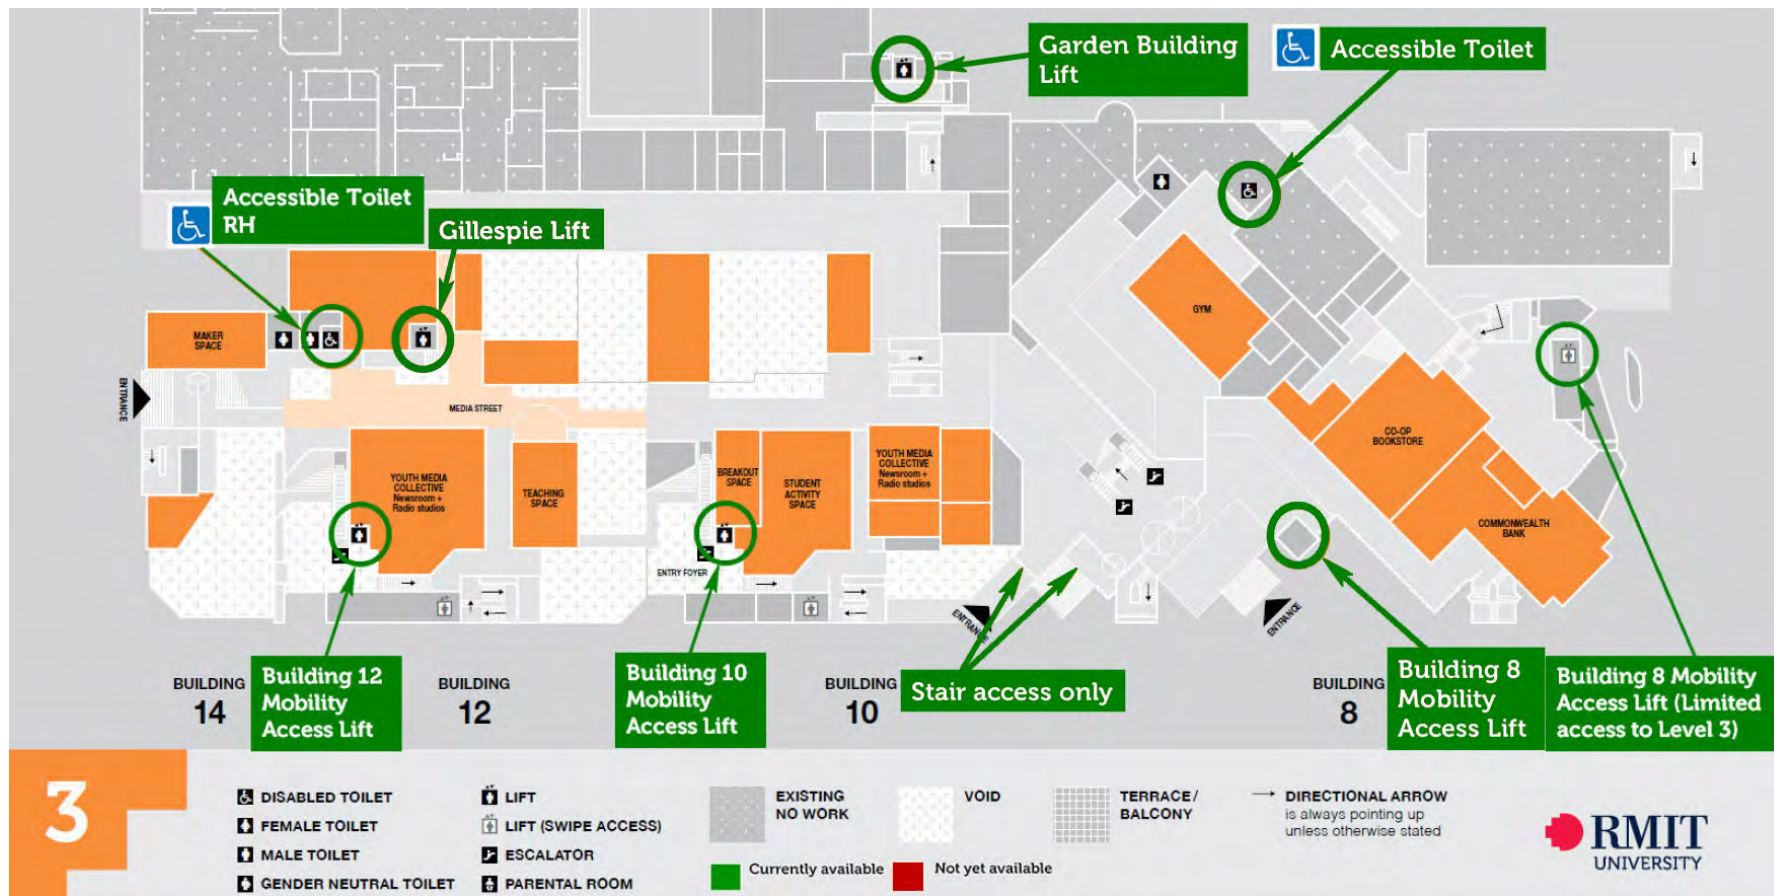 Garden Building
Lift
Accessible Toilet
Accessible Toilet
RH
Gillespie Lift
MAKER
SPACE
GYM
ENTRANCE
MEDIA STREET
CO-OP
BOOKSTORE
YOUTH MEDIA
COLLECTIVE
Newsroom +
Radio studios
TEACHING
SPACE
BREAKOUT
SPACE
STUDENT
ACTIVITY
SPACE
YOUTH MEDIA
COLLECTIVE
Newsroom +
Radio studios
COMMONWEALTH
BANK
ENTRY FOYER
ENTRANCE
ENTRANCE
BUILDING
14
Building 12
Mobility
Access Lift
BUILDING
12
Building 10
Mobility
Access Lift
BUILDING
10
Stair access only
BUILDING
8
Building 8
Mobility
Access Lift
Building 8 Mobility
Access Lift (Limited
access to Level 3)
3
DISABLED TOILET
FEMALE TOILET
MALE TOILET
GENDER NEUTRAL TOILET
LIFT
LIFT (SWIPE ACCESS)
ESCALATOR
PARENTAL ROOM
EXISTING
NO WORK
VOID
TERRACE/
BALCONY
DIRECTIONAL ARROW
is always pointing up
unless otherwise stated
Currently available
Not yet available
RMIT
UNIVERSITY